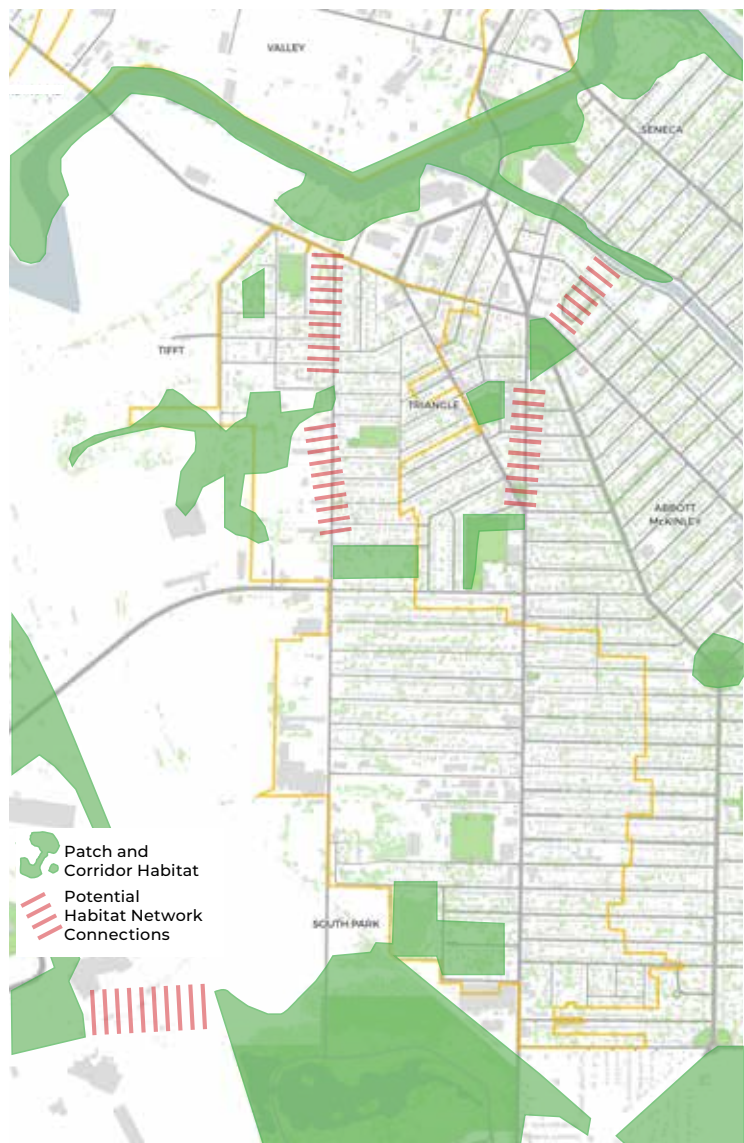 VALLEY
SENECA
TIFFT
TRIANGLE
ABBOTT
McKINLEY
Patch and
Corridor Habitat
Potential
Habitat Network
Connections
SOUTH PARK